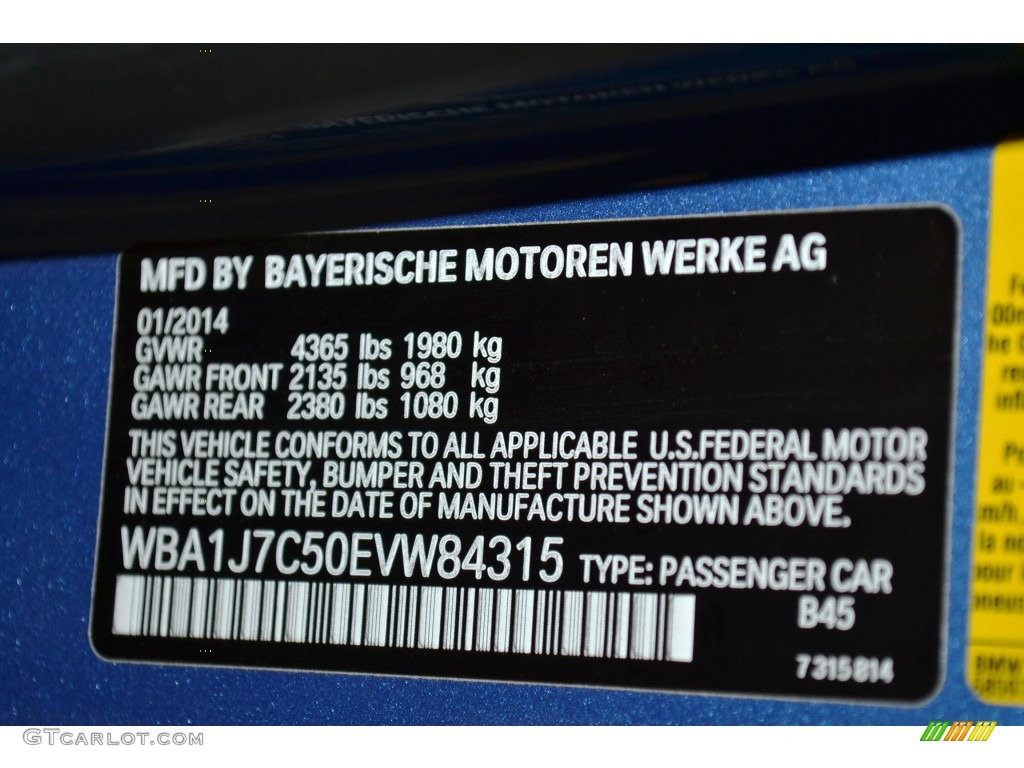 MFD BY BAYERISCHE MOTOREN WERKE AG
01/2014
GVWR 4365 lbs 1980 kg
GAWR FRONT 2135 lbs 968 kg
GAWR REAR 2380 lbs 1080 kg
THIS VEHICLE CONFORMS TO ALL APPLICABLE U.S.FEDERAL MOTOR
VEHICLE SAFETY, BUMPER AND THEFT PREVENTION STANDARDS
IN EFFECT ON THE DATE OF MANUFACTURE SHOWN ABOVE.
WBA1J7C50EVW84315 TYPE: PASSENGER CAR
B45
7315814
BMW
GTCARLOT.COM